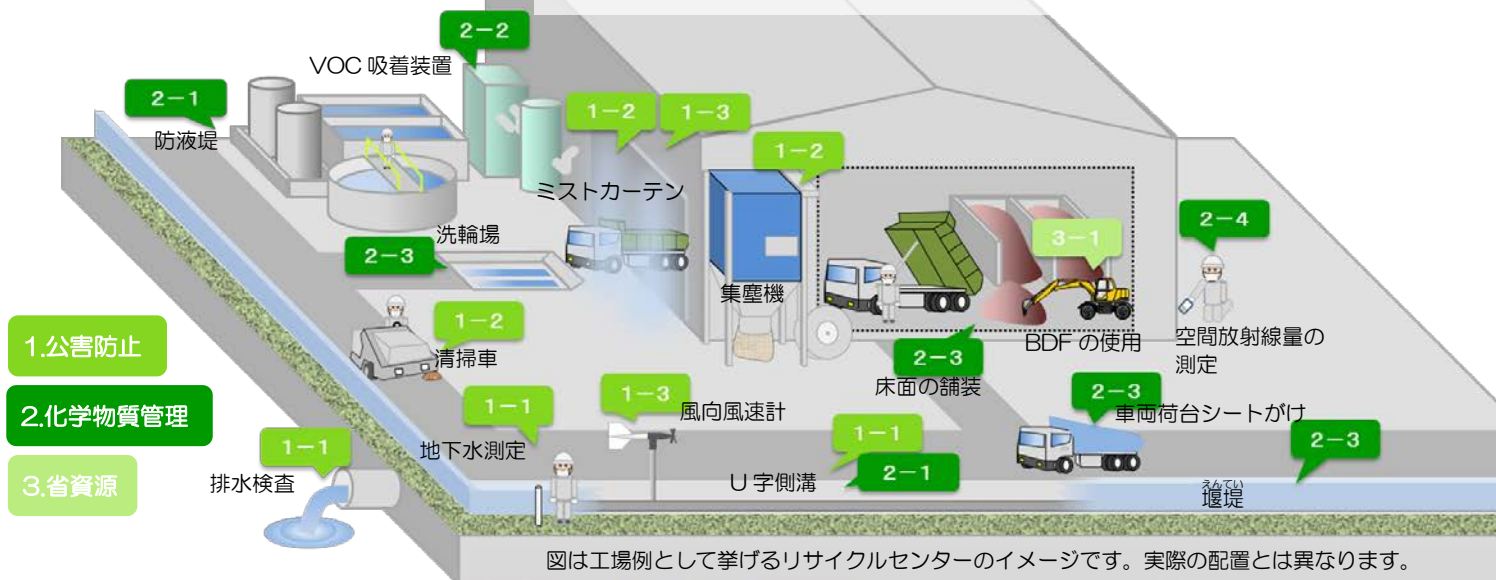 2－2
VOC 吸着装置
2－1
防液堤
1－2
1－3
1－2
ミストカーテン
洗輪場
2－3
集塵機
3－1
2－4
1－2
清掃車
BDF の使用
空間放射線量の
測定
2－3
床面の舗装
1.公害防止
2.化学物質管理
3.省資源
1－1
地下水測定
1－3
風向風速計
2－3
車両荷台シートがけ
1－1
排水検査
1－1
2－1
U 字側溝
2－3
えんてい
堰堤
図は工場例として挙げるリサイクルセンターのイメージです。実際の配置とは異なります。